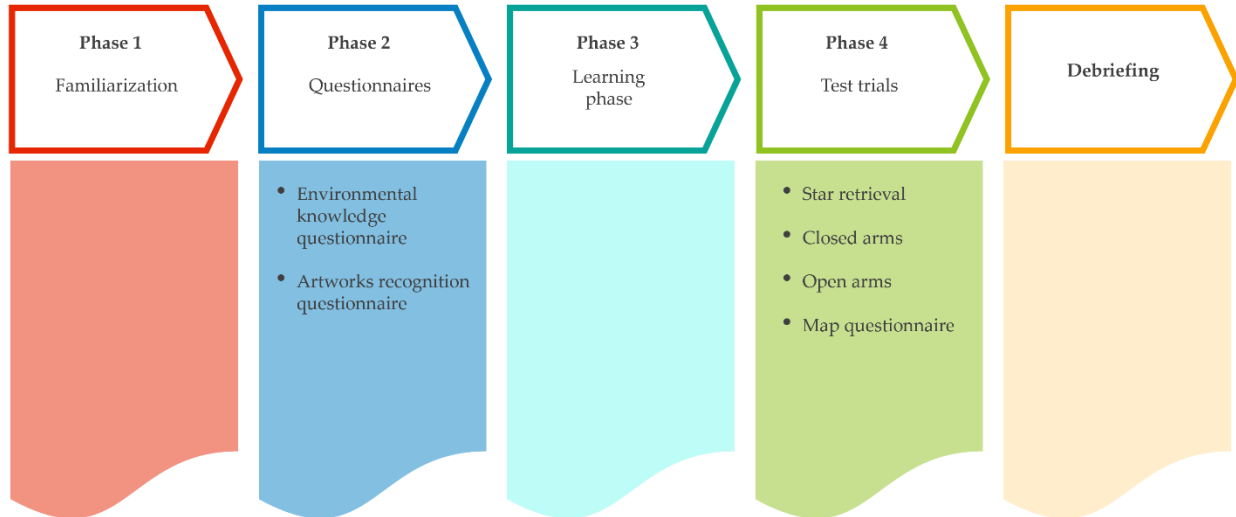 Phase 1
Familiarization
Phase 2
Questionnaires
Phase 3
Learning
phase
Phase 4
Test trials
Debriefing
• Environmental
knowledge
questionnaire
• Artworks recognition
questionnaire
• Star retrieval
• Closed arms
• Open arms
• Map questionnaire